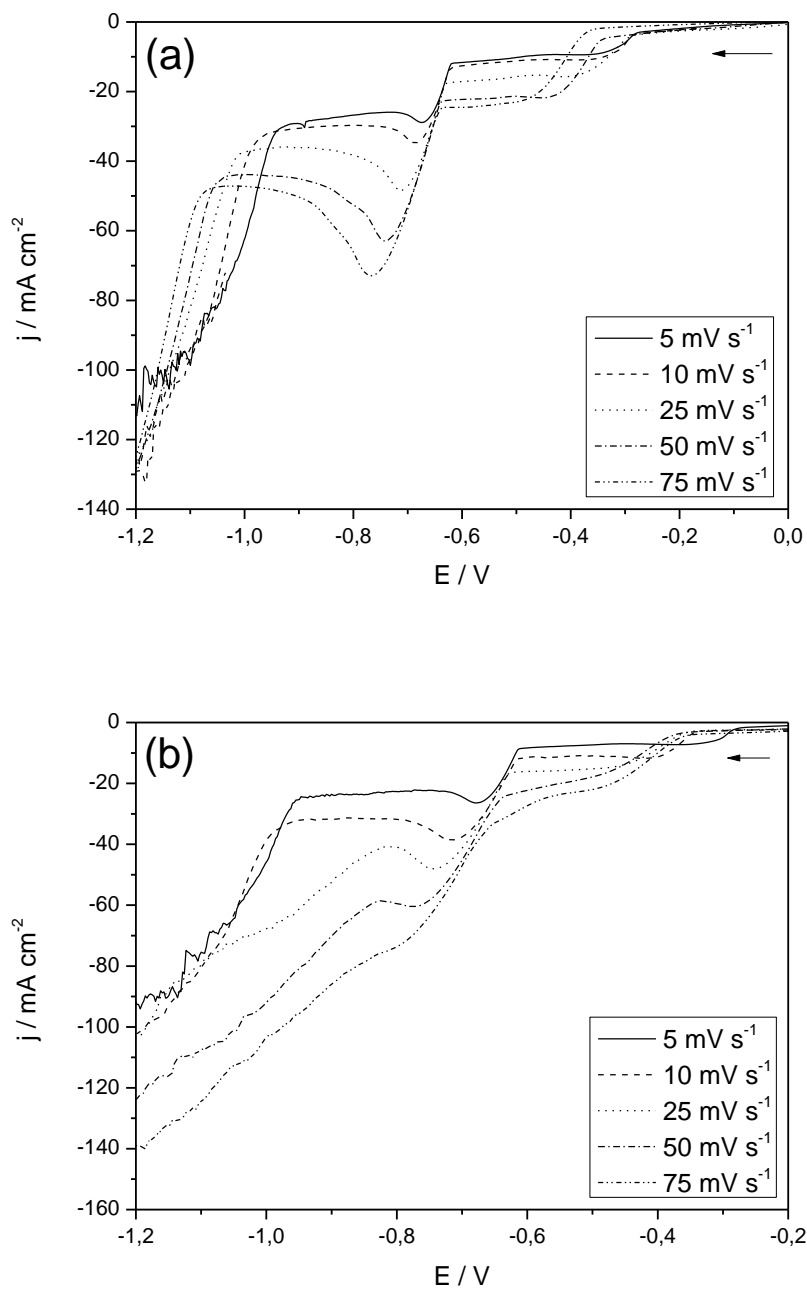 (a)
0
-20
-40
-60
-80
-100
-120
-140
j / mA cm⁻²
-1,2 -1,0 -0,8 -0,6 -0,4 -0,2 0,0
E / V
5 mV s⁻¹
10 mV s⁻¹
25 mV s⁻¹
50 mV s⁻¹
75 mV s⁻¹
(b)
0
-20
-40
-60
-80
-100
-120
-140
-160
j / mA cm⁻²
-1,2 -1,0 -0,8 -0,6 -0,4 -0,2
E / V
5 mV s⁻¹
10 mV s⁻¹
25 mV s⁻¹
50 mV s⁻¹
75 mV s⁻¹